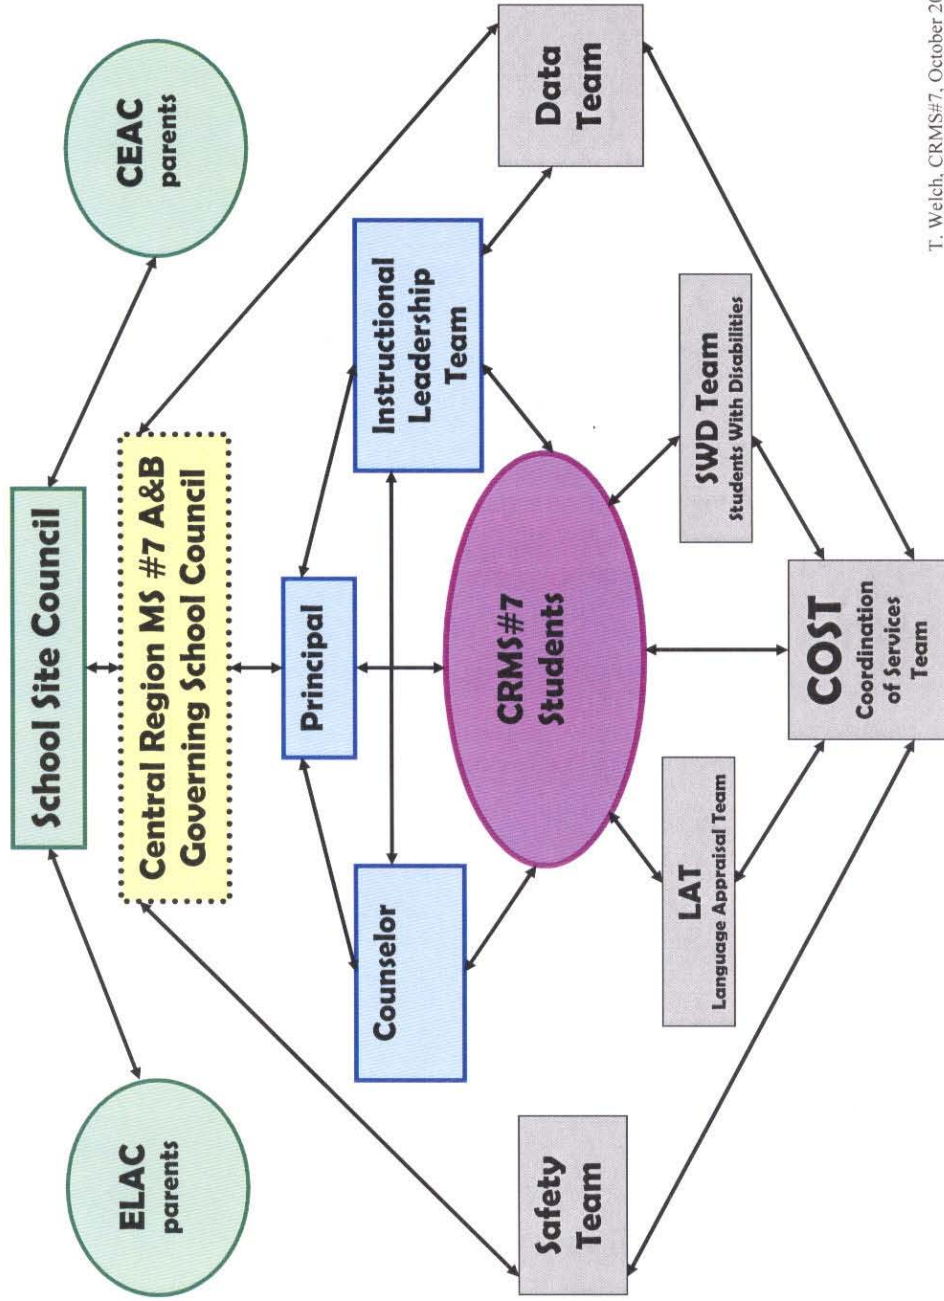 School Site Council
ELAC
parents
CEAC
parents
Central Region MS #7 A&B
Governing School Council
Principal
Counselor
Instructional
Leadership
Team
CRMS#7
Students
Safety
Team
Data
Team
LAT
Language Appraisal Team
SWD Team
Students With Disabilities
COST
Coordination
of Services
Team
T. Welch, CRMS#7, October 20